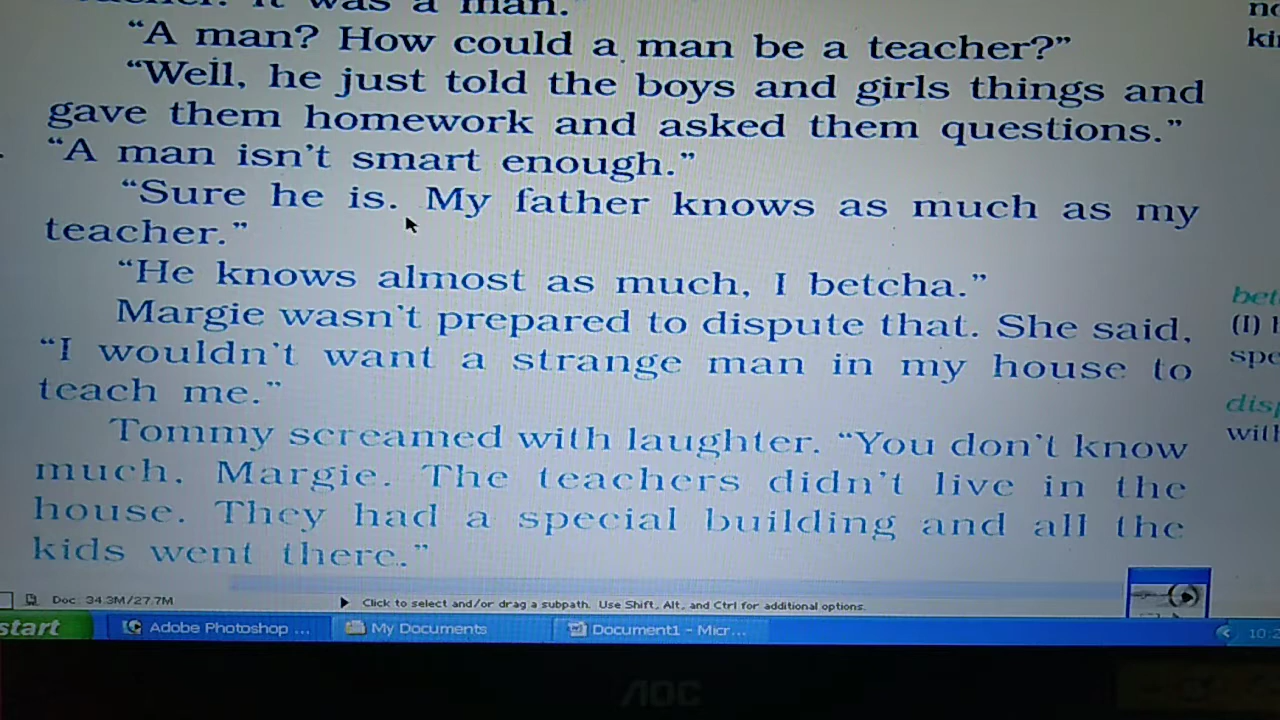 It was a man.
no
“A man? How could a man be a teacher?”
“Well, he just told the boys and girls things and
gave them homework and asked them questions.”
“A man isn't smart enough.”
“Sure he is. My father knows as much as my
teacher.”
“He knows almost as much, I betcha.”
Margie wasn't prepared to dispute that. She said,
(I)
“I wouldn't want a strange man in my house to
teach me.”
Tommy screamed with laughter. “You don't know
much, Margie. The teachers didn't live in the
house. They had a special building and all the
kids went there.”
Doc: 34.3M/27.7M
Click to select and/or drag a subpath. Use Shift, Alt, and Ctrl for additional options.
start
Adobe Photoshop ...
My Documents
Document1 - Micr...
AOC